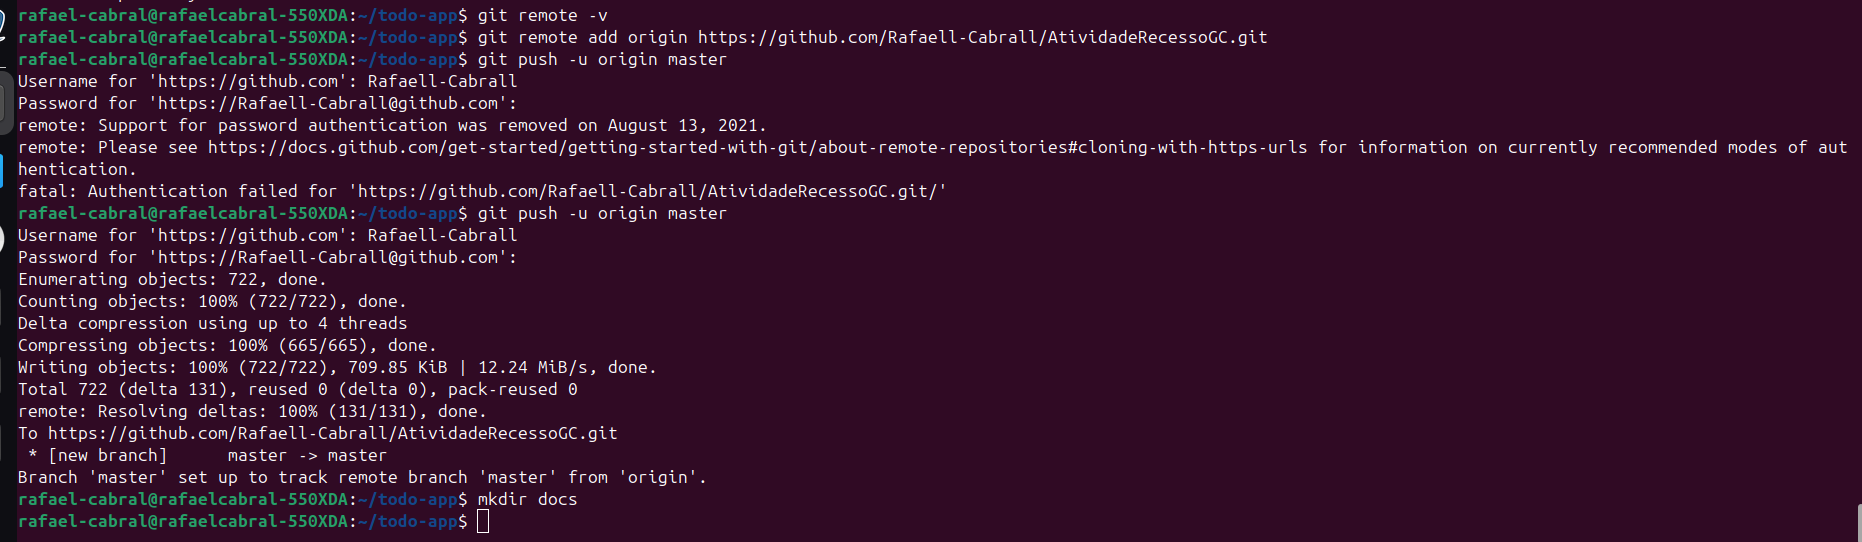 rafael-cabral@rafaelcabral-550XDA:~/todo-app$ git remote -v
rafael-cabral@rafaelcabral-550XDA:~/todo-app$ git remote add origin https://github.com/Rafaell-Cabrall/AtividadeRecessoGC.git
rafael-cabral@rafaelcabral-550XDA:~/todo-app$ git push -u origin master
Username for 'https://github.com': Rafaell-Cabrall
Password for 'https://Rafaell-Cabrall@github.com':
remote: Support for password authentication was removed on August 13, 2021.
remote: Please see https://docs.github.com/get-started/getting-started-with-git/about-remote-repositories#cloning-with-https-urls for information on currently recommended modes of aut
hentication.
fatal: Authentication failed for 'https://github.com/Rafaell-Cabrall/AtividadeRecessoGC.git/'
rafael-cabral@rafaelcabral-550XDA:~/todo-app$ git push -u origin master
Username for 'https://github.com': Rafaell-Cabrall
Password for 'https://Rafaell-Cabrall@github.com':
Enumerating objects: 722, done.
Counting objects: 100% (722/722), done.
Delta compression using up to 4 threads
Compressing objects: 100% (665/665), done.
Writing objects: 100% (722/722), 709.85 KiB | 12.24 MiB/s, done.
Total 722 (delta 131), reused 0 (delta 0), pack-reused 0
remote: Resolving deltas: 100% (131/131), done.
To https://github.com/Rafaell-Cabrall/AtividadeRecessoGC.git
 * [new branch]      master -> master
Branch 'master' set up to track remote branch 'master' from 'origin'.
rafael-cabral@rafaelcabral-550XDA:~/todo-app$ mkdir docs
rafael-cabral@rafaelcabral-550XDA:~/todo-app$